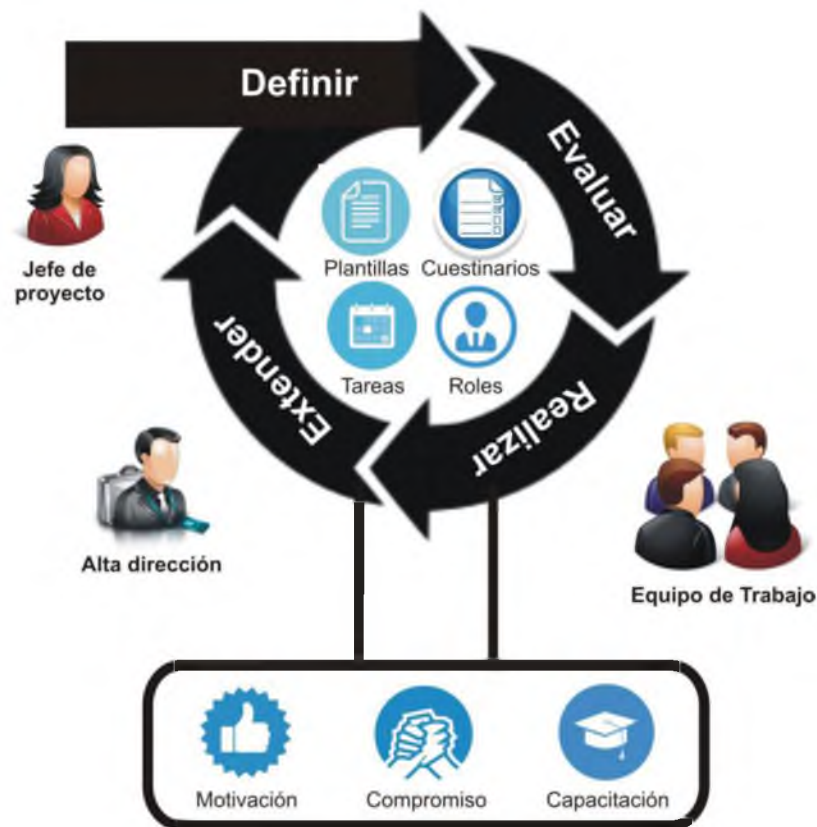 Definir
Evaluar
Plantillas Cuestinarios
Jefe de
proyecto
Extender
Tareas Roles
Realizar
Alta dirección
Equipo de Trabajo
Motivación Compromiso Capacitación